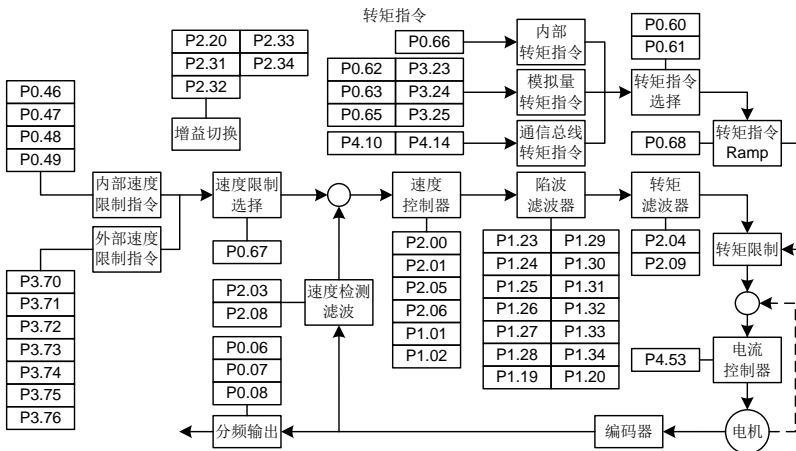 转矩指令
P2.20 P2.33
P2.31 P2.34
P2.32
增益切换
P0.66
内部
转矩指令
P0.62 P3.23
P0.63 P3.24
P0.65 P3.25
模拟量
转矩指令
P4.10 P4.14
通信总线
转矩指令
P0.60
P0.61
转矩指令
选择
P0.68
转矩指令
Ramp
P0.46
P0.47
P0.48
P0.49
内部速度
限制指令
外部速度
限制指令
P3.70
P3.71
P3.72
P3.73
P3.74
P3.75
P3.76
速度限制
选择
P0.67
速度
控制器
P2.00
P2.01
P2.05
P2.06
P1.01
P1.02
陷波
滤波器
P1.23 P1.29
P1.24 P1.30
P1.25 P1.31
P1.26 P1.32
P1.27 P1.33
P1.28 P1.34
P1.19 P1.20
转矩
滤波器
P2.04
P2.09
转矩限制
P2.03
P2.08
速度检测
滤波
P0.06
P0.07
P0.08
分频输出
P4.53
电流
控制器
编码器
电机